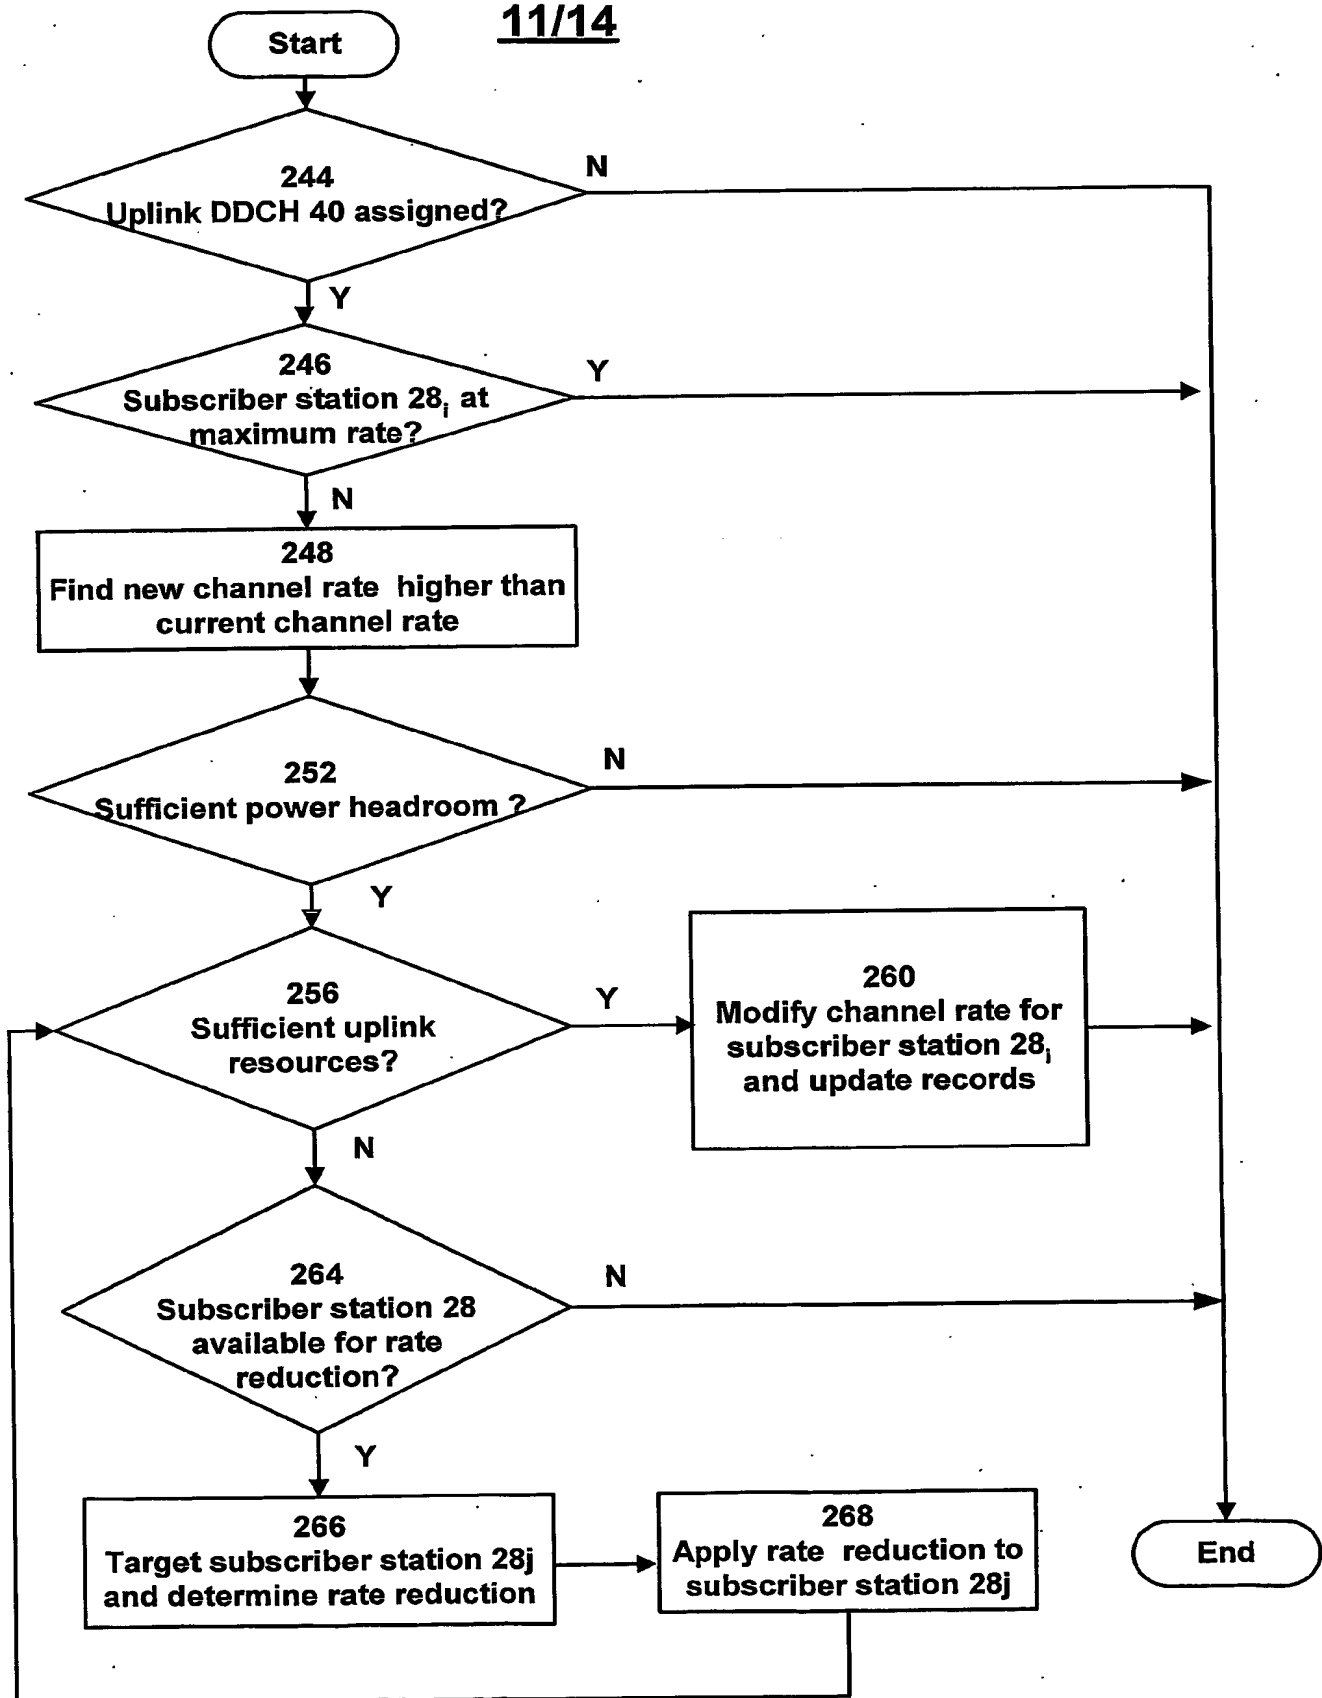 11/14
Start
244
Uplink DDCH 40 assigned?
N
Y
246
Subscriber station 28i at
maximum rate?
Y
N
248
Find new channel rate higher than
current channel rate
252
Sufficient power headroom ?
N
Y
256
Sufficient uplink
resources?
Y
260
Modify channel rate for
subscriber station 28i
and update records
N
264
Subscriber station 28
available for rate
reduction?
N
Y
266
Target subscriber station 28j
and determine rate reduction
268
Apply rate reduction to
subscriber station 28j
End